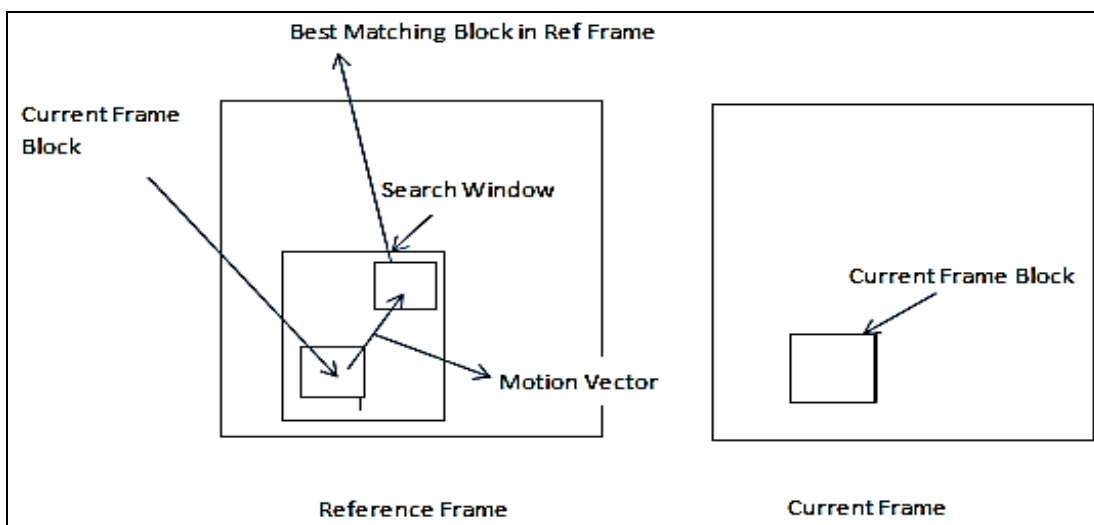 Best Matching Block in Ref Frame
Current Frame
Block
Search Window
Current Frame Block
Motion Vector
Reference Frame
Current Frame